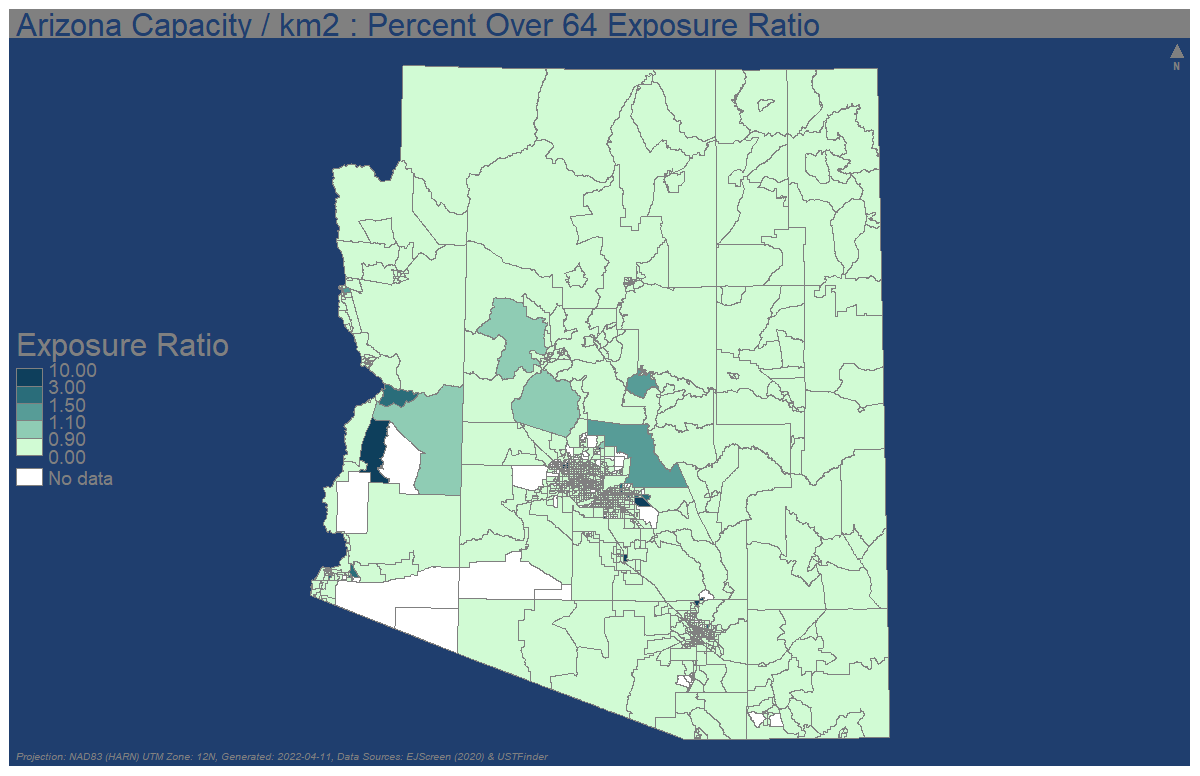 Arizona Capacity / km2 : Percent Over 64 Exposure Ratio
N
Exposure Ratio
10.00
3.00
1.50
1.10
0.90
0.00
No data
Projection: NAD83 (HARN) UTM Zone: 12N, Generated: 2022-04-11, Data Sources: EJScreen (2020) & USTFinder